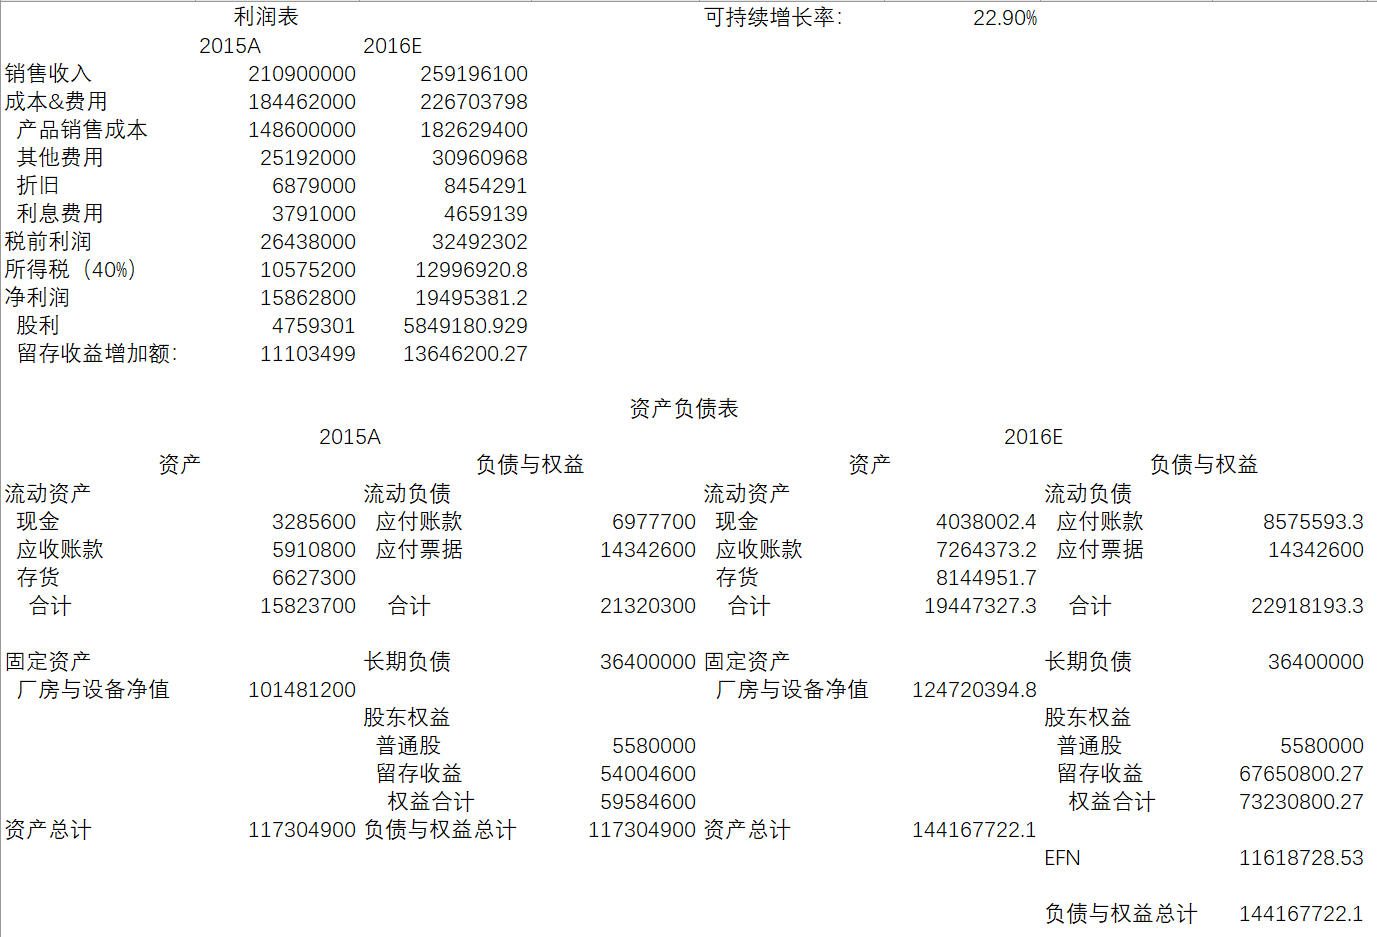 利润表 可持续增长率: 22.90%
2015A 2016E
销售收入 210900000 259196100
成本&费用 184462000 226703798
产品销售成本 148600000 182629400
其他费用 25192000 30960968
折旧 6879000 8454291
利息费用 3791000 4659139
税前利润 26438000 32492302
所得税（40%） 10575200 12996920.8
净利润 15862800 19495381.2
股利 4759301 5849180.929
留存收益增加额: 11103499 13646200.27
资产负债表
2015A 2016E
资产 负债与权益 资产 负债与权益
流动资产 流动负债 流动资产 流动负债
现金 3285600 应付账款 6977700 现金 4038002.4 应付账款 8575593.3
应收账款 5910800 应付票据 14342600 应收账款 7264373.2 应付票据 14342600
存货 6627300 存货 8144951.7
合计 15823700 合计 21320300 合计 19447327.3 合计 22918193.3
固定资产 长期负债 36400000 固定资产 长期负债 36400000
厂房与设备净值 101481200 厂房与设备净值 124720394.8
股东权益 股东权益
普通股 5580000 普通股 5580000
留存收益 54004600 留存收益 67650800.27
权益合计 59584600 权益合计 73230800.27
资产总计 117304900 负债与权益总计 117304900 资产总计 144167722.1
EFN 11618728.53
负债与权益总计 144167722.1